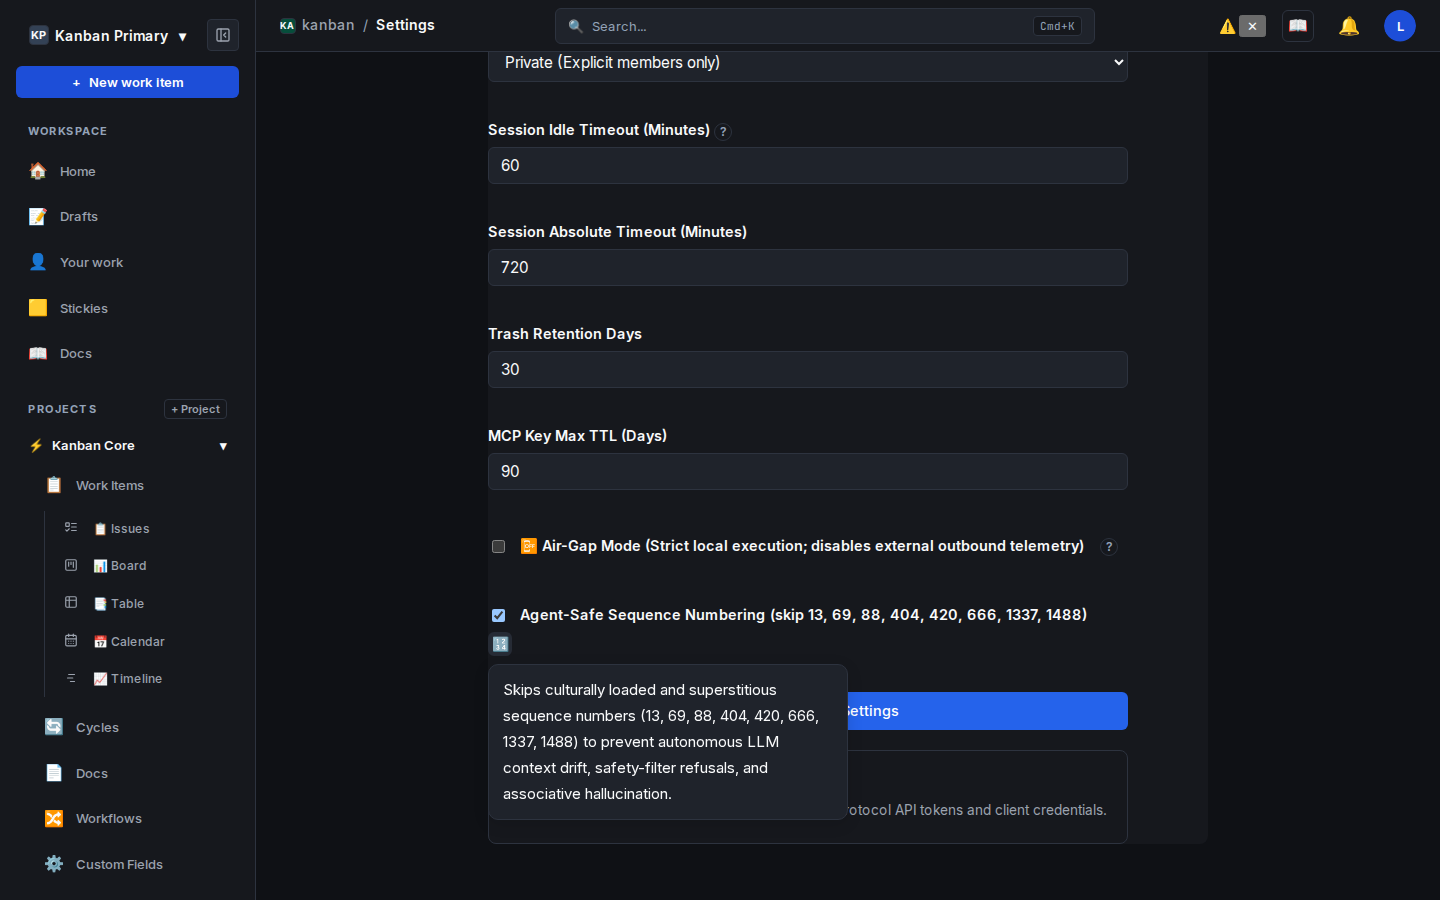 KP Kanban Primary ▼
+ New work item
WORKSPACE
Home
Drafts
Your work
Stickies
Docs
PROJECTS
+ Project
Kanban Core ▼
Work Items
Issues
Board
Table
Calendar
Timeline
Cycles
Docs
Workflows
Custom Fields
KA kanban / Settings
Search...
Cmd+K
✕
L
Private (Explicit members only)
Session Idle Timeout (Minutes) ?
60
Session Absolute Timeout (Minutes)
720
Trash Retention Days
30
MCP Key Max TTL (Days)
90
Air-Gap Mode (Strict local execution; disables external outbound telemetry) ?
Agent-Safe Sequence Numbering (skip 13, 69, 88, 404, 420, 666, 1337, 1488)
Skips culturally loaded and superstitious
sequence numbers (13, 69, 88, 404, 420, 666,
1337, 1488) to prevent autonomous LLM
context drift, safety-filter refusals, and
associative hallucination.
Settings
rotocol API tokens and client credentials.